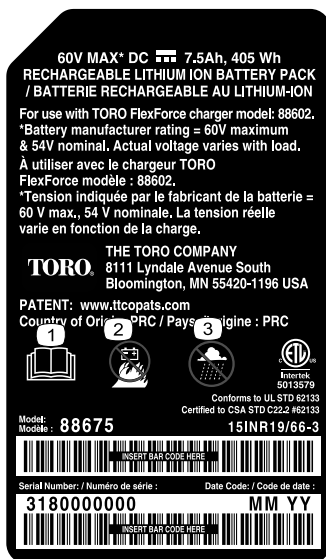 60V MAX* DC 7.5Ah, 405 Wh
RECHARGEABLE LITHIUM ION BATTERY PACK
/ BATTERIE RECHARGEABLE AU LITHIUM-ION
For use with TORO FlexForce charger model: 88602.
*Battery manufacturer rating = 60V maximum
& 54V nominal. Actual voltage varies with load.
À utiliser avec le chargeur TORO
FlexForce modèle : 88602.
*Tension indiquée par le fabricant de la batterie =
60 V max., 54 V nominale. La tension réelle
varie en fonction de la charge.
TORO.
THE TORO COMPANY
8111 Lyndale Avenue South
Bloomington, MN 55420-1196 USA
PATENT: www.ttcopats.com
Country of Origi PRC / Pays origine : PRC
1
2
3
ETL
Intertek
5013579
Conforms to UL STD 62133
Certified to CSA STD C22.2 #62133
Model:
Modèle : 88675
15INR19/66-3
INSERT BAR CODE HERE
Serial Number: / Numéro de série : Date Code: / Code de date :
3180000000 MM YY
INSERT BAR CODE HERE